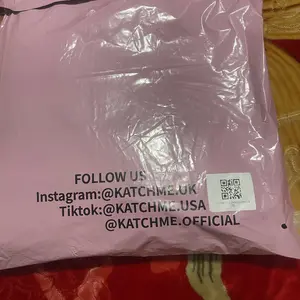 FOLLOW US
Instagram:@KATCHME.UK
Tiktok:@KATCHME.USA
@KATCHME.OFFICIAL